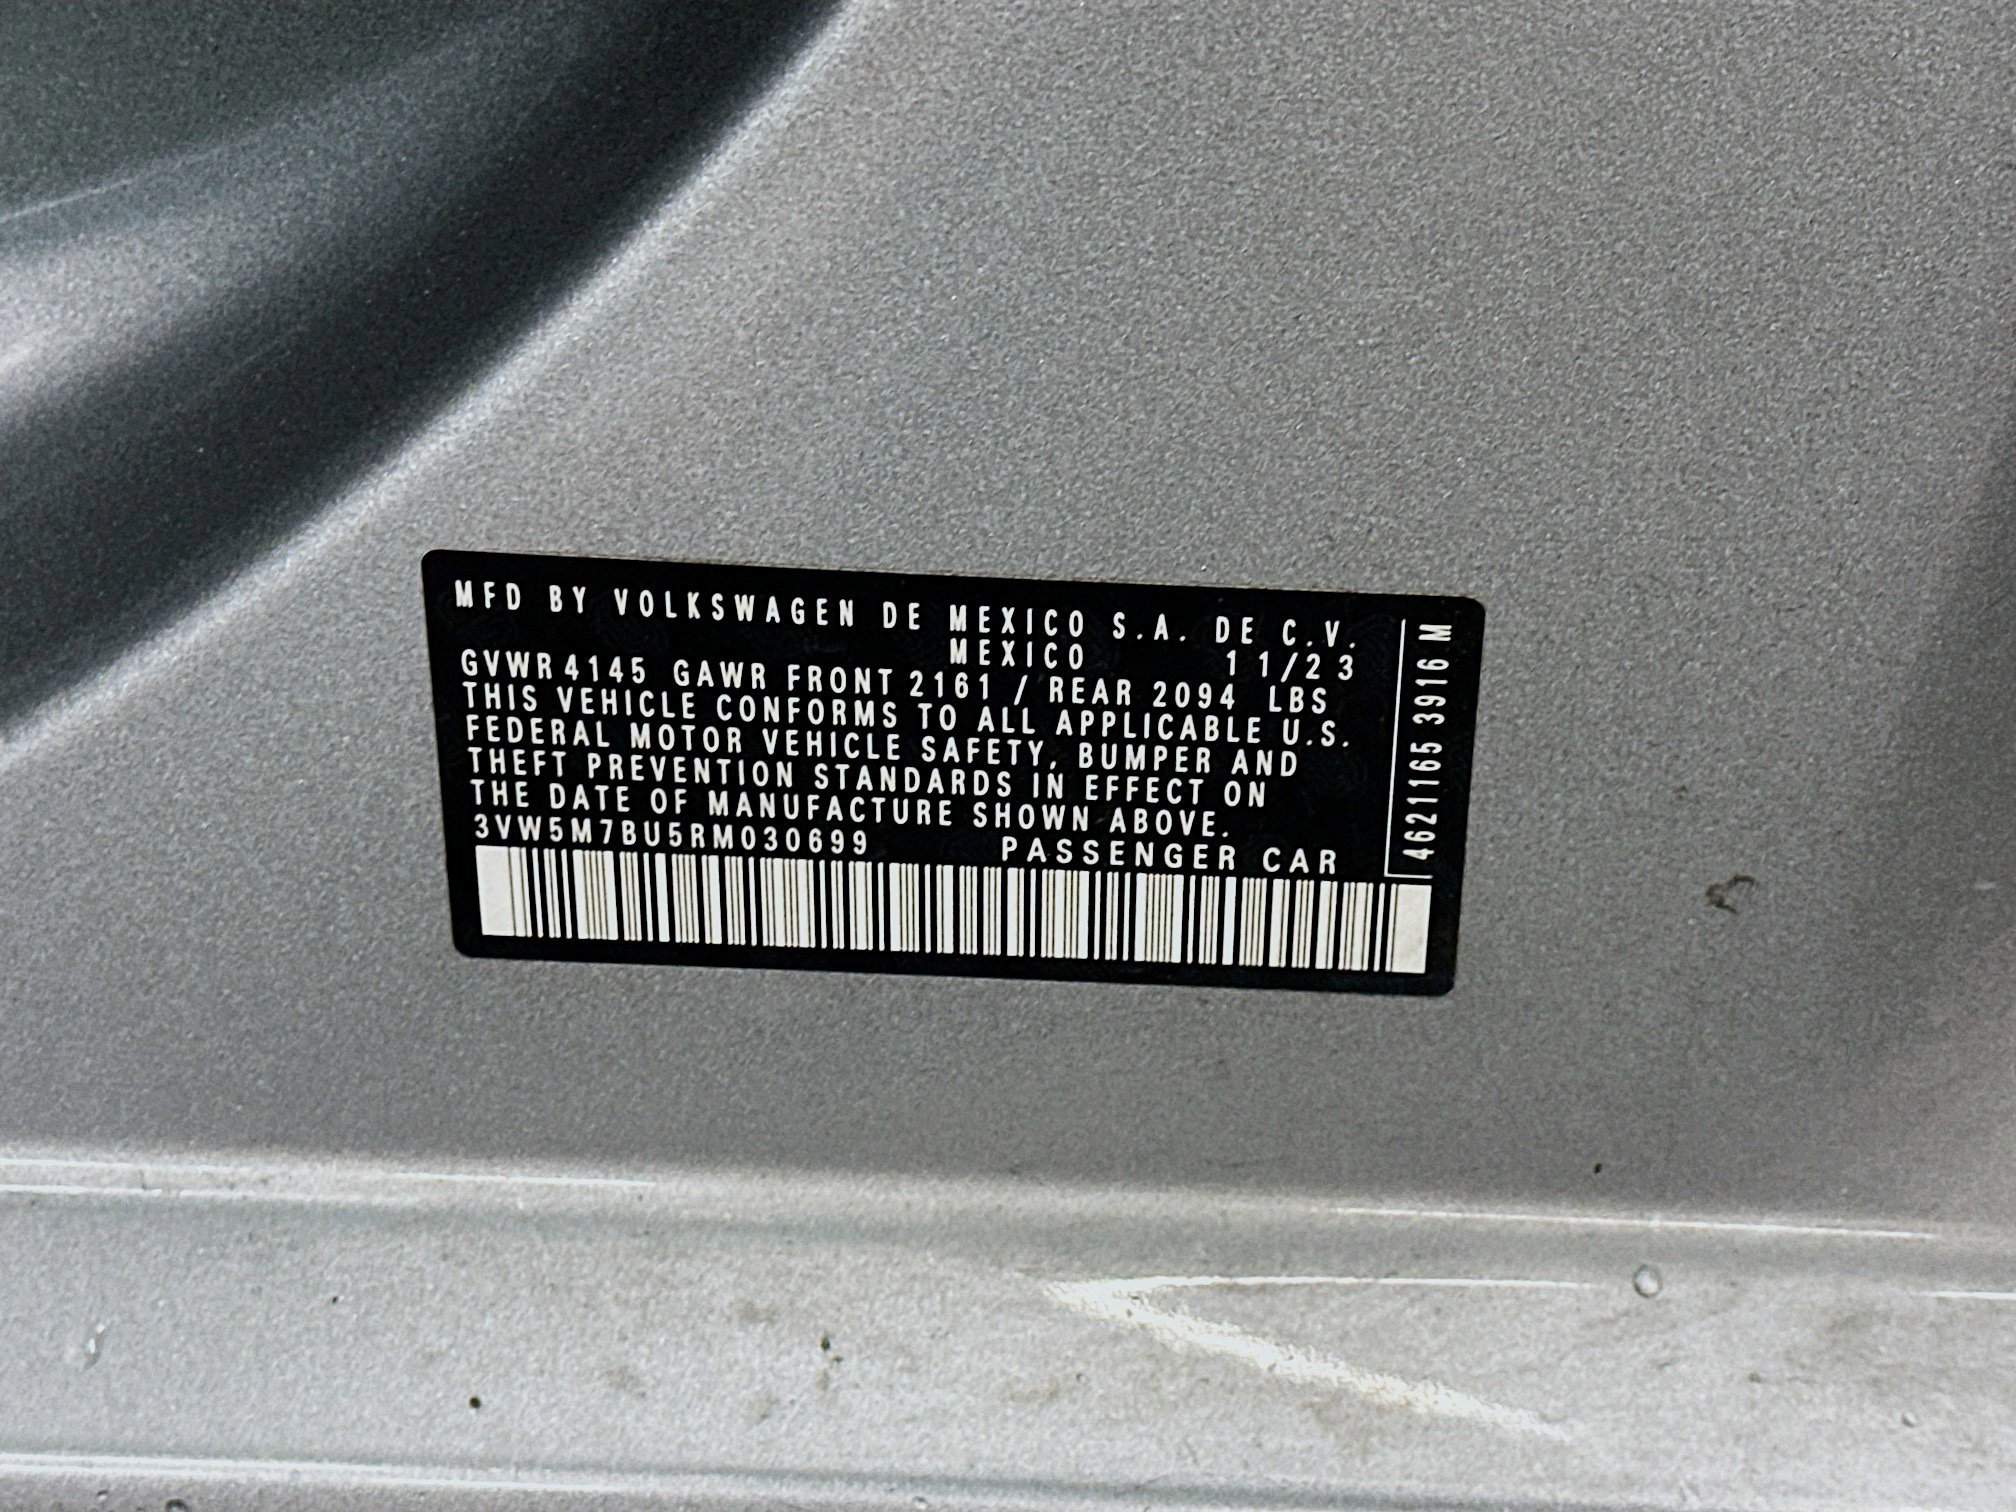 MFD BY VOLKSWAGEN DE MEXICO S.A. DE C.V.
MEXICO 11/23
GVWR 4145 GAWR FRONT 2161 / REAR 2094 LBS
THIS VEHICLE CONFORMS TO ALL APPLICABLE U.S.
FEDERAL MOTOR VEHICLE SAFETY, BUMPER AND
THEFT PREVENTION STANDARDS IN EFFECT ON
THE DATE OF MANUFACTURE SHOWN ABOVE.
3VW5M7BU5RM030699 PASSENGER CAR
46211165 3916 M